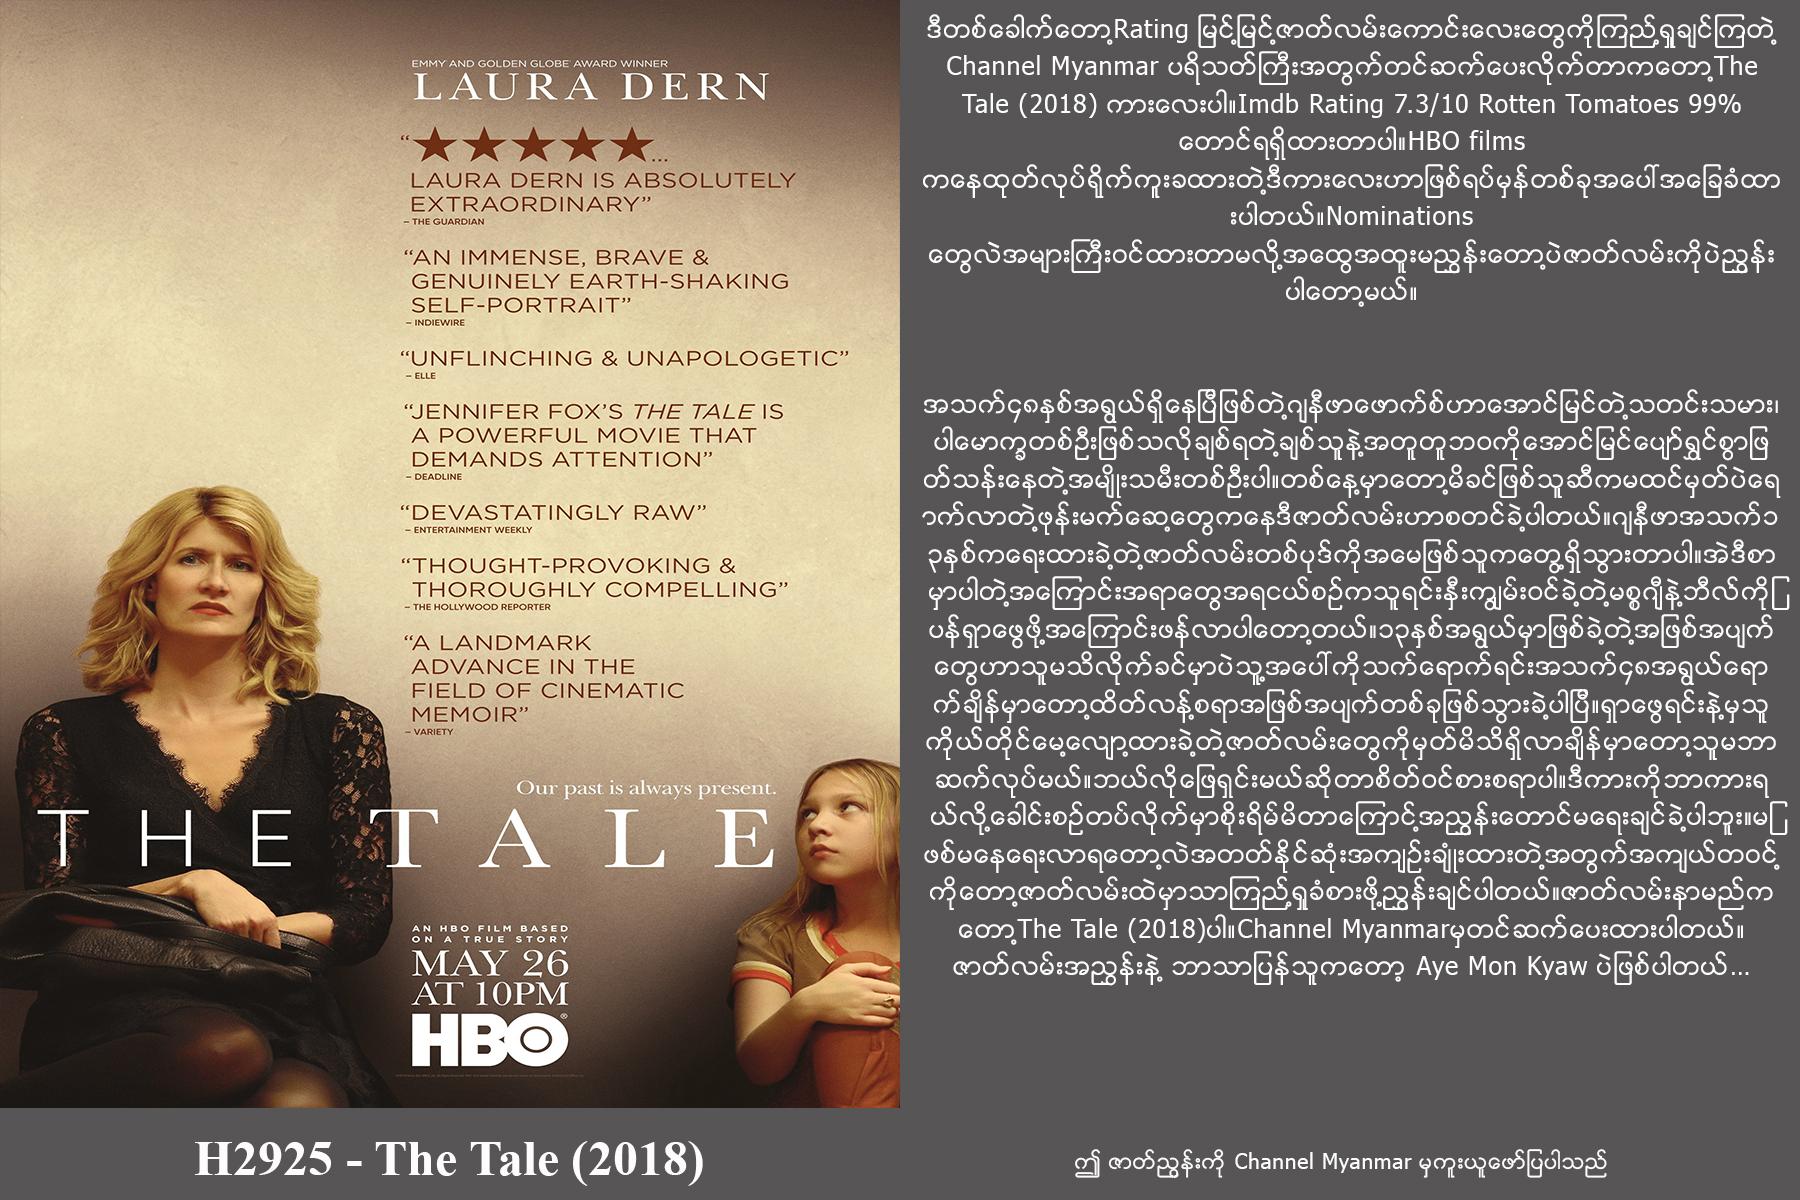 EMMY AND GOLDEN GLOBE AWARD WINNER
LAURA DERN
“★★★★★...
LAURA DERN IS ABSOLUTELY
EXTRAORDINARY”
– THE GUARDIAN
“AN IMMENSE, BRAVE &
GENUINELY EARTH-SHAKING
SELF-PORTRAIT”
– INDIEWIRE
“UNFLINCHING & UNAPOLOGETIC”
– ELLE
“JENNIFER FOX’S THE TALE IS
A POWERFUL MOVIE THAT
DEMANDS ATTENTION”
– DEADLINE
“DEVASTATINGLY RAW”
– ENTERTAINMENT WEEKLY
“THOUGHT-PROVOKING &
THOROUGHLY COMPELLING”
– THE HOLLYWOOD REPORTER
“A LANDMARK
ADVANCE IN THE
FIELD OF CINEMATIC
MEMOIR”
– VARIETY
Our past is always present.
THE TALE
AN HBO FILM BASED
ON A TRUE STORY
MAY 26
AT 10PM
HBO®
H2925 - The Tale (2018)
ဒီတစ်ခေါက်တော့Rating မြင့်မြင့်ဇာတ်လမ်းကောင်းလေးတွေကိုကြည့်ရှုချင်ကြတဲ့
Channel Myanmar ပရိသတ်ကြီးအတွက်တင်ဆက်ပေးလိုက်တာကတော့The
Tale (2018) ကားလေးပါ။Imdb Rating 7.3/10 Rotten Tomatoes 99%
တောင်ရရှိထားတာပါ။HBO films
ကနေထုတ်လုပ်ရိုက်ကူးခထားတဲ့ဒီကားလေးဟာဖြစ်ရပ်မှန်တစ်ခုအပေါ်အခြေခံထာ
းပါတယ်။Nominations
တွေလဲအများကြီးဝင်ထားတာမလို့အထွေအထူးမညွှန်းတော့ပဲဇာတ်လမ်းကိုပဲညွှန်း
ပါတော့မယ်။
အသက်၄၈နှစ်အရွယ်ရှိနေပြီဖြစ်တဲ့ဂျနီဖာဖောက်စ်ဟာအောင်မြင်တဲ့သတင်းသမား၊
ပါမောက္ခတစ်ဦးဖြစ်သလိုချစ်ရတဲ့ချစ်သူနဲ့အတူတူဘဝကိုအောင်မြင်ပျော်ရွှင်စွာဖြ
တ်သန်းနေတဲ့အမျိုးသမီးတစ်ဦးပါ။တစ်နေ့မှာတော့မိခင်ဖြစ်သူဆီကမထင်မှတ်ပဲရေ
ာက်လာတဲ့ဖုန်းမက်ဆေ့တွေကနေဒီဇာတ်လမ်းဟာစတင်ခဲ့ပါတယ်။ဂျနီဖာအသက်၁
၃နှစ်ကရေးထားခဲ့တဲ့ဇာတ်လမ်းတစ်ပုဒ်ကိုအမေဖြစ်သူကတွေ့ရှိသွားတာပါ။အဲဒီစာ
မှာပါတဲ့အကြောင်းအရာတွေအရငယ်စဉ်ကသူရင်းနှီးကျွမ်းဝင်ခဲ့တဲ့မစ္စဂျီနဲ့ဘီလ်ကိုပြ
ပန်ရှာဖွေဖို့အကြောင်းဖန်လာပါတော့တယ်။၁၃နှစ်အရွယ်မှာဖြစ်ခဲ့တဲ့အဖြစ်အပျက်
တွေဟာသူမသိလိုက်ခင်မှာပဲသူ့အပေါ်ကိုသက်ရောက်ရင်းအသက်၄၈အရွယ်ရော
က်ချိန်မှာတော့ထိတ်လန့်စရာအဖြစ်အပျက်တစ်ခုဖြစ်သွားခဲ့ပါပြီ။ရှာဖွေရင်းနဲ့မှသူ
ကိုယ်တိုင်မေ့လျော့ထားခဲ့တဲ့ဇာတ်လမ်းတွေကိုမှတ်မိသိရှိလာချိန်မှာတော့သူမဘာ
ဆက်လုပ်မယ်။ဘယ်လိုဖြေရှင်းမယ်ဆိုတာစိတ်ဝင်စားစရာပါ။ဒီကားကိုဘာကားရ
ယ်လို့ခေါင်းစဉ်တပ်လိုက်မှာစိုးရိမ်မိတာကြောင့်အညွှန်းတောင်မရေးချင်ခဲ့ပါဘူး။မပြ
ဖစ်မနေရေးလာရတော့လဲအတတ်နိုင်ဆုံးအကျဉ်းချုံးထားတဲ့အတွက်အကျယ်တဝင့်
ကိုတော့ဇာတ်လမ်းထဲမှာသာကြည့်ရှုခံစားဖို့ညွှန်းချင်ပါတယ်။ဇာတ်လမ်းနာမည်က
တော့The Tale (2018)ပါ။Channel Myanmarမှတင်ဆက်ပေးထားပါတယ်။
ဇာတ်လမ်းအညွှန်းနဲ့ ဘာသာပြန်သူကတော့ Aye Mon Kyaw ပဲဖြစ်ပါတယ်...
ဤ ဇာတ်ညွှန်းကို Channel Myanmar မှကူးယူဖော်ပြပါသည်